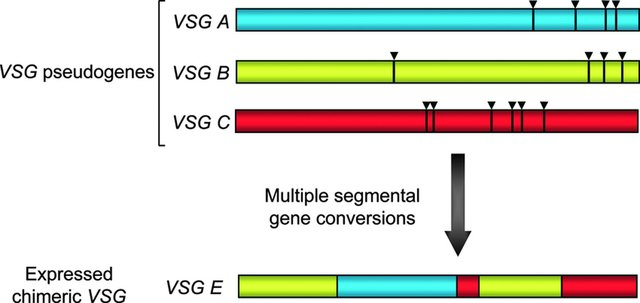 VSG A
VSG pseudogenes
VSG B
VSG C
Multiple segmental
gene conversions
Expressed
chimeric VSG
VSG E